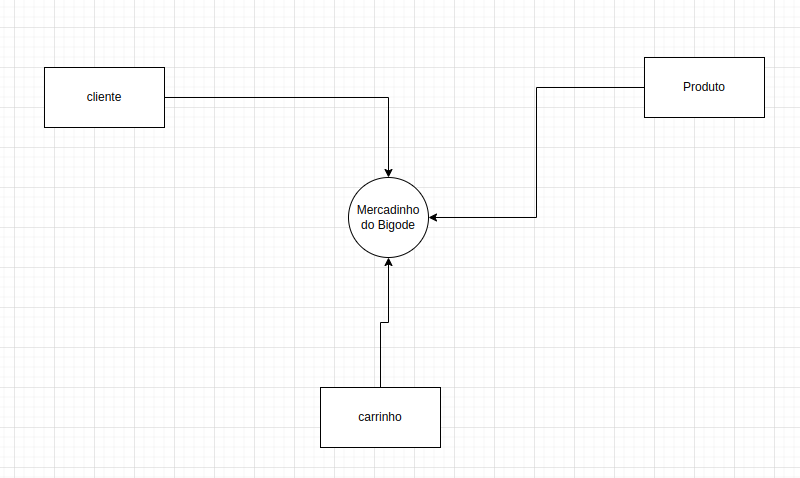 cliente
Produto
Mercadinho
do Bigode
carrinho